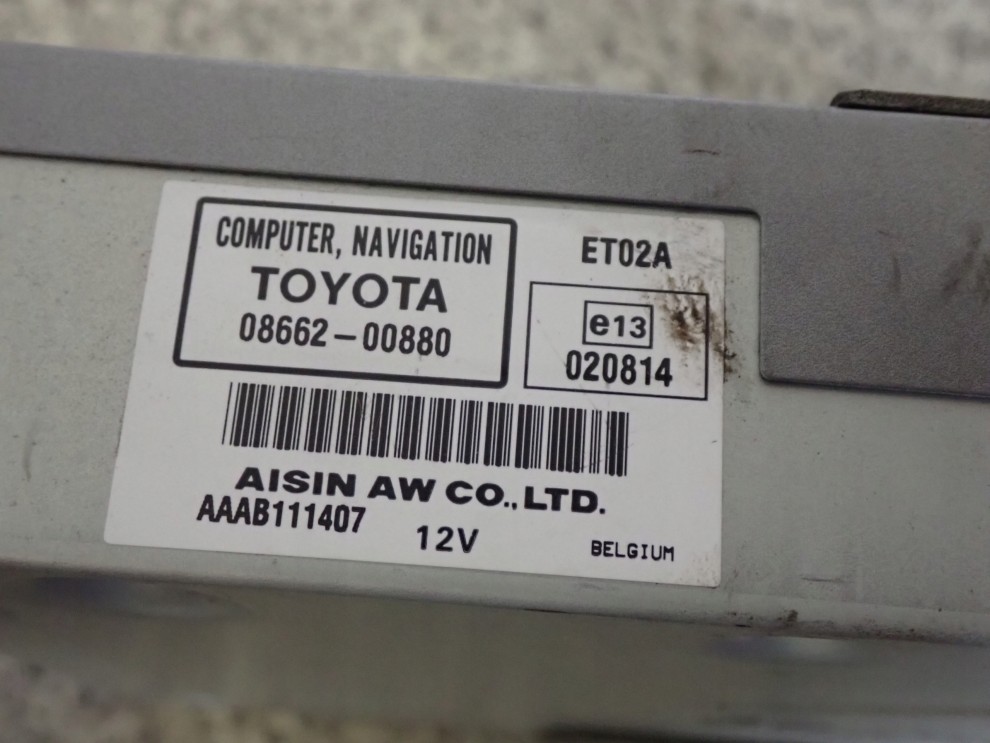 COMPUTER, NAVIGATION
TOYOTA
08662-00880
ET02A
e13
020814
AISIN AW CO.,LTD.
AAAB111407
12V
BELGIUM